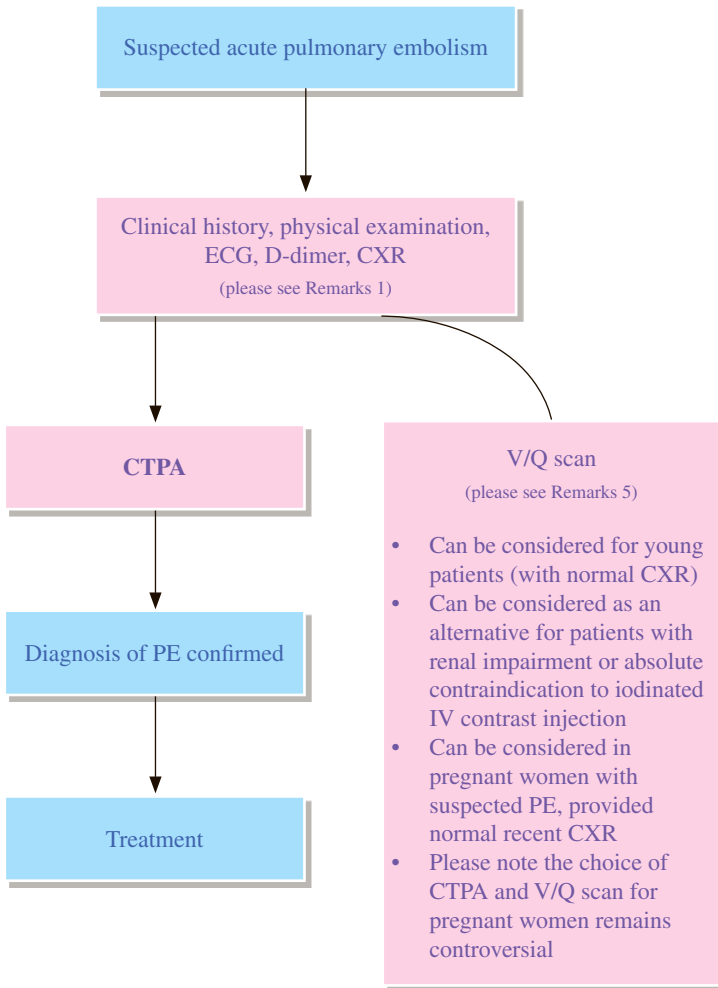 Suspected acute pulmonary embolism
Clinical history, physical examination,
ECG, D-dimer, CXR
(please see Remarks 1)
CTPA
Diagnosis of PE confirmed
Treatment
V/Q scan
(please see Remarks 5)
• Can be considered for young
patients (with normal CXR)
• Can be considered as an
alternative for patients with
renal impairment or absolute
contraindication to iodinated
IV contrast injection
• Can be considered in
pregnant women with
suspected PE, provided
normal recent CXR
• Please note the choice of
CTPA and V/Q scan for
pregnant women remains
controversial